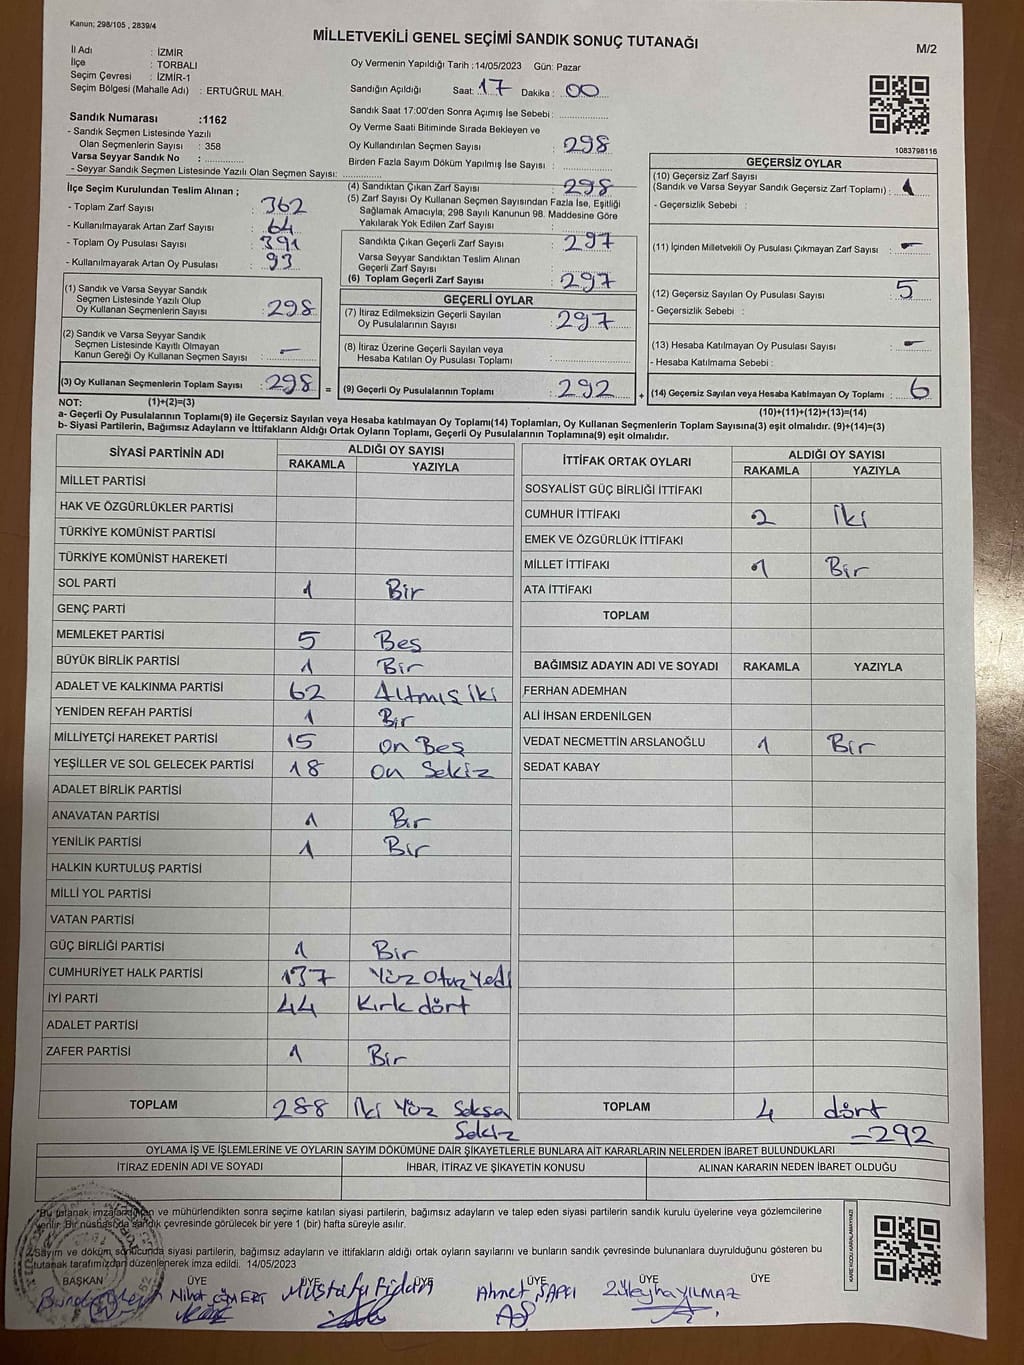 Kanun; 298/105 , 2839/4
MİLLETVEKİLİ GENEL SEÇİMİ SANDIK SONUÇ TUTANAĞI
M/2
İl Adı : İZMİR
İlçe : TORBALI
Seçim Çevresi : İZMİR-1
Seçim Bölgesi (Mahalle Adı) : ERTUĞRUL MAH.
Oy Vermenin Yapıldığı Tarih :14/05/2023 Gün: Pazar
Sandığın Açıldığı Saat: 17 Dakika : 00
Sandık Saat 17:00'den Sonra Açılmış İse Sebebi :
Oy Verme Saati Bitiminde Sırada Bekleyen ve
Oy Kullandırılan Seçmen Sayısı : 298
Birden Fazla Sayım Döküm Yapılmış İse Sayısı :
1083798116
Sandık Numarası :1162
- Sandık Seçmen Listesinde Yazılı
Olan Seçmenlerin Sayısı : 358
Varsa Seyyar Sandık No :
- Seyyar Sandık Seçmen Listesinde Yazılı Olan Seçmen Sayısı:
İlçe Seçim Kurulundan Teslim Alınan ;
- Toplam Zarf Sayısı : 362
- Kullanılmayarak Artan Zarf Sayısı : 64
- Toplam Oy Pusulası Sayısı : 391
- Kullanılmayarak Artan Oy Pusulası : 93
(1) Sandık ve Varsa Seyyar Sandık
Seçmen Listesinde Yazılı Olup
Oy Kullanan Seçmenlerin Sayısı : 298
(2) Sandık ve Varsa Seyyar Sandık
Seçmen Listesinde Kayıtlı Olmayan
Kanun Gereği Oy Kullanan Seçmen Sayısı : -
(3) Oy Kullanan Seçmenlerin Toplam Sayısı : 298 =
(4) Sandıktan Çıkan Zarf Sayısı : 298
(5) Zarf Sayısı Oy Kullanan Seçmen Sayısından Fazla İse, Eşitliği
Sağlamak Amacıyla; 298 Sayılı Kanunun 98. Maddesine Göre
Yakılarak Yok Edilen Zarf Sayısı :
Sandıkta Çıkan Geçerli Zarf Sayısı : 297
Varsa Seyyar Sandıktan Teslim Alınan
Geçerli Zarf Sayısı :
(6) Toplam Geçerli Zarf Sayısı : 297
GEÇERLİ OYLAR
(7) İtiraz Edilmeksizin Geçerli Sayılan
Oy Pusulalarının Sayısı : 297
(8) İtiraz Üzerine Geçerli Sayılan veya
Hesaba Katılan Oy Pusulası Toplamı :
(9) Geçerli Oy Pusulalarının Toplamı : 292 +
GEÇERSİZ OYLAR
(10) Geçersiz Zarf Sayısı
(Sandık ve Varsa Seyyar Sandık Geçersiz Zarf Toplamı) : 1
- Geçersizlik Sebebi :
(11) İçinden Milletvekili Oy Pusulası Çıkmayan Zarf Sayısı : -
(12) Geçersiz Sayılan Oy Pusulası Sayısı : 5
- Geçersizlik Sebebi :
(13) Hesaba Katılmayan Oy Pusulası Sayısı : -
- Hesaba Katılmama Sebebi :
(14) Geçersiz Sayılan veya Hesaba Katılmayan Oy Toplamı : 6
NOT: (1)+(2)=(3)
(10)+(11)+(12)+(13)=(14)
a- Geçerli Oy Pusulalarının Toplamı(9) ile Geçersiz Sayılan veya Hesaba katılmayan Oy Toplamı(14) Toplamları, Oy Kullanan Seçmenlerin Toplam Sayısına(3) eşit olmalıdır. (9)+(14)=(3)
b- Siyasi Partilerin, Bağımsız Adayların ve İttifakların Aldığı Ortak Oyların Toplamı, Geçerli Oy Pusulalarının Toplamına(9) eşit olmalıdır.
SİYASİ PARTİNİN ADI ALDIĞI OY SAYISI
RAKAMLA YAZIYLA
MİLLET PARTİSİ
HAK VE ÖZGÜRLÜKLER PARTİSİ
TÜRKİYE KOMÜNİST PARTİSİ
TÜRKİYE KOMÜNİST HAREKETİ
SOL PARTİ 1 Bir
GENÇ PARTİ
MEMLEKET PARTİSİ 5 Beş
BÜYÜK BİRLİK PARTİSİ 1 Bir
ADALET VE KALKINMA PARTİSİ 62 Altmış iki
YENİDEN REFAH PARTİSİ 1 Bir
MİLLİYETÇİ HAREKET PARTİSİ 15 on Beş
YEŞİLLER VE SOL GELECEK PARTİSİ 18 on Sekiz
ADALET BİRLİK PARTİSİ
ANAVATAN PARTİSİ 1 Bir
YENİLİK PARTİSİ 1 Bir
HALKIN KURTULUŞ PARTİSİ
MİLLİ YOL PARTİSİ
VATAN PARTİSİ
GÜÇ BİRLİĞİ PARTİSİ 1 Bir
CUMHURİYET HALK PARTİSİ 137 Yüz Otuz Yedi
İYİ PARTİ 44 Kırk dört
ADALET PARTİSİ
ZAFER PARTİSİ 1 Bir
TOPLAM 288 İki Yüz Seksa
Sekiz
İTTİFAK ORTAK OYLARI ALDIĞI OY SAYISI
RAKAMLA YAZIYLA
SOSYALİST GÜÇ BİRLİĞİ İTTİFAKI
CUMHUR İTTİFAKI 2 İki
EMEK VE ÖZGÜRLÜK İTTİFAKI
MİLLET İTTİFAKI 1 Bir
ATA İTTİFAKI
TOPLAM
BAĞIMSIZ ADAYIN ADI VE SOYADI RAKAMLA YAZIYLA
FERHAN ADEMHAN
ALİ İHSAN ERDENİLGEN
VEDAT NECMETTİN ARSLANOĞLU 1 Bir
SEDAT KABAY
TOPLAM 4 dört
=292
OYLAMA İŞ VE İŞLEMLERİNE VE OYLARIN SAYIM DÖKÜMÜNE DAİR ŞİKAYETLERLE BUNLARA AİT KARARLARIN NELERDEN İBARET BULUNDUKLARI
İTİRAZ EDENİN ADI VE SOYADI İHBAR, İTİRAZ VE ŞİKAYETİN KONUSU ALINAN KARARIN NEDEN İBARET OLDUĞU
Bu tutanak imzalandıktan ve mühürlendikten sonra seçime katılan siyasi partilerin, bağımsız adayların ve talep eden siyasi partilerin sandık kurulu üyelerine veya gözlemcilerine
verilir. Bir nüshası da sandık çevresinde görülecek bir yere 1 (bir) hafta süreyle asılır.
Sayım ve döküm sonucunda siyasi partilerin, bağımsız adayların ve ittifakların aldığı ortak oyların sayılarını ve bunların sandık çevresinde bulunanlara duyrulduğunu gösteren bu
tutanak tarafımızdan düzenlenerek imza edildi. 14/05/2023
BAŞKAN ÜYE ÜYE ÜYE ÜYE ÜYE ÜYE
Nihat ÇÖMERT Mustafa Fidan Ahmet SAPCI Züleyha YILMAZ
KARE KODU KARALAMAYINIZ!